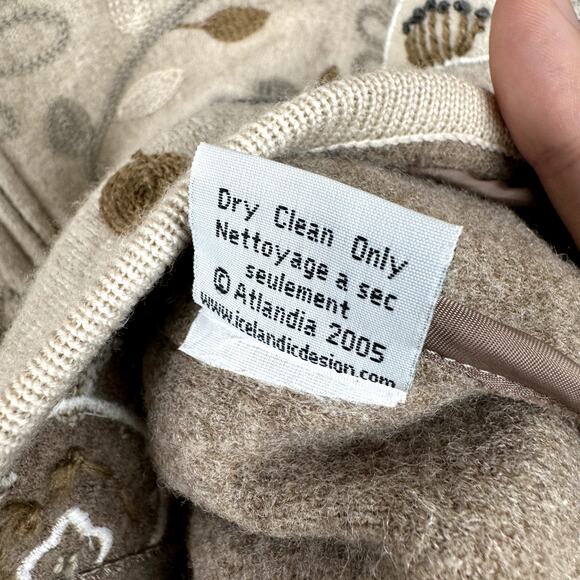 Dry Clean Only
Nettoyage a sec
seulement
© Atlandia 2005
www.icelandicdesign.com